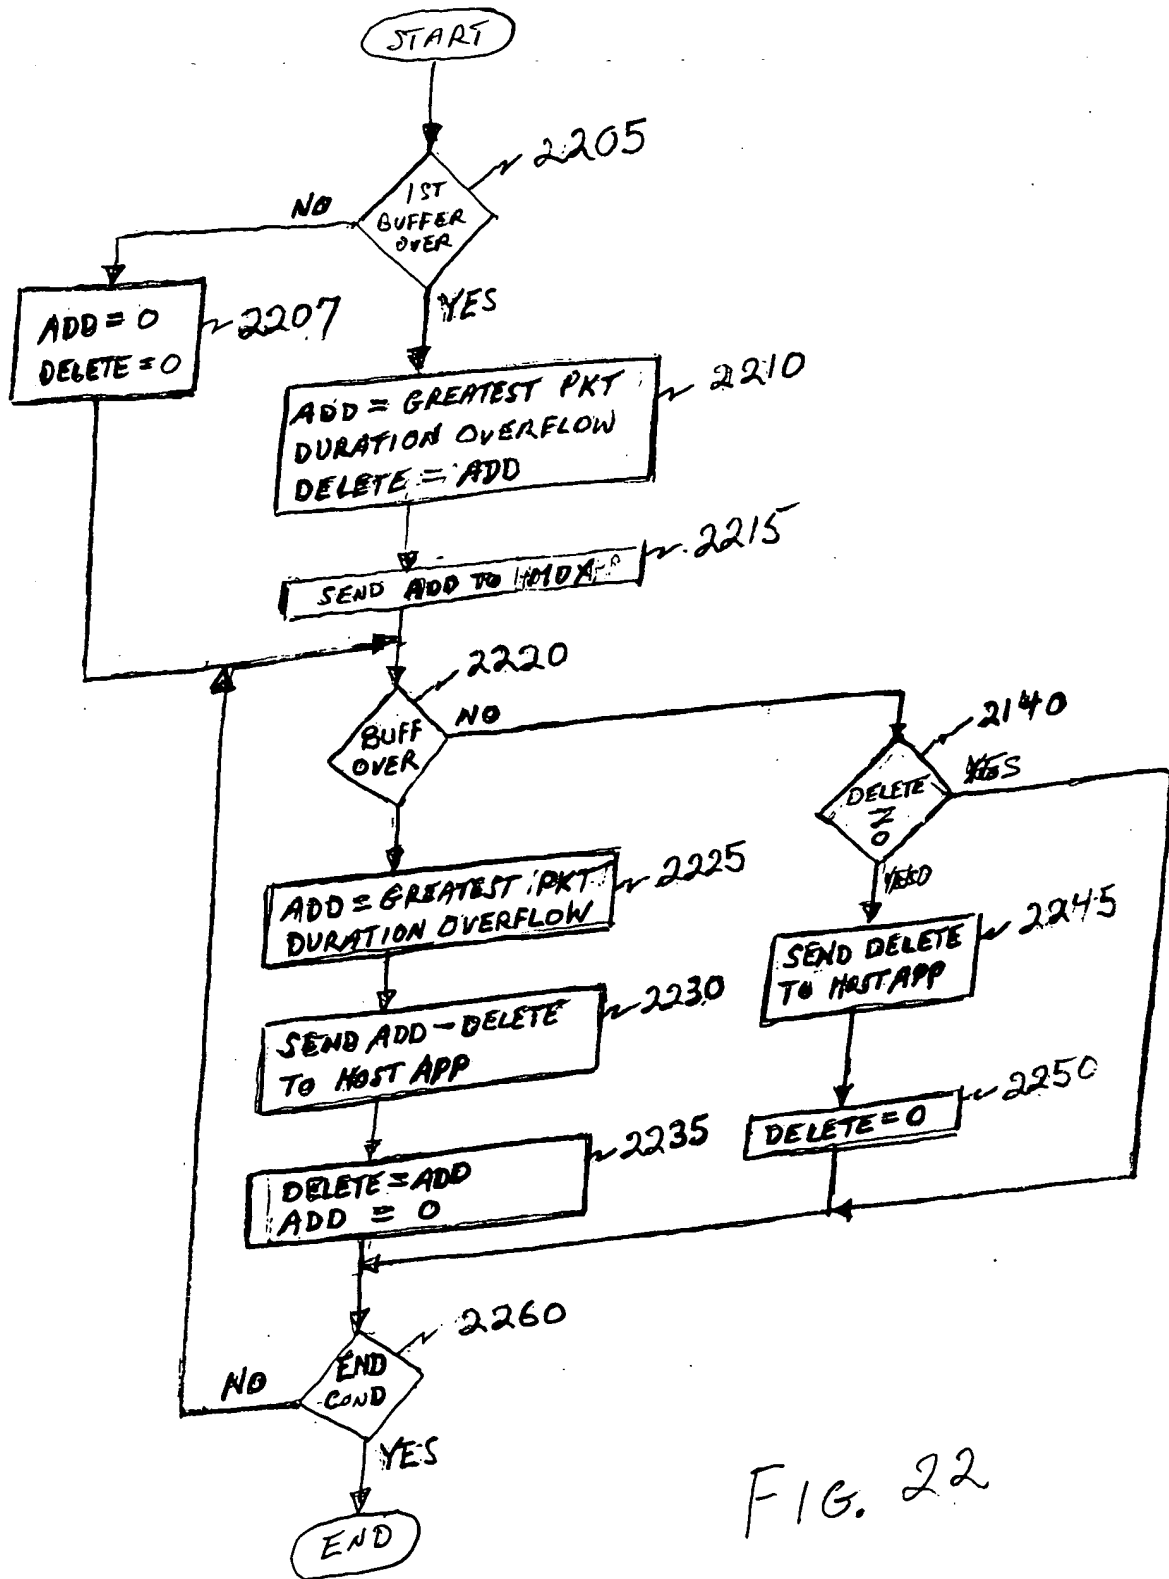 START
2205
1ST
BUFFER
OVER
NO
YES
ADD = 0
DELETE = 0
2207
ADD = GREATEST PKT
DURATION OVERFLOW
DELETE = ADD
2210
SEND ADD TO
2215
2220
BUFF
OVER
NO
2140
DELETE
0
YES
ADD = GREATEST PKT
DURATION OVERFLOW
2225
SEND DELETE
TO HOST APP
2245
SEND ADD - DELETE
TO HOST APP
2230
DELETE = 0
2250
DELETE = ADD
ADD = 0
2235
2260
END
COND
NO
YES
END
FIG. 22